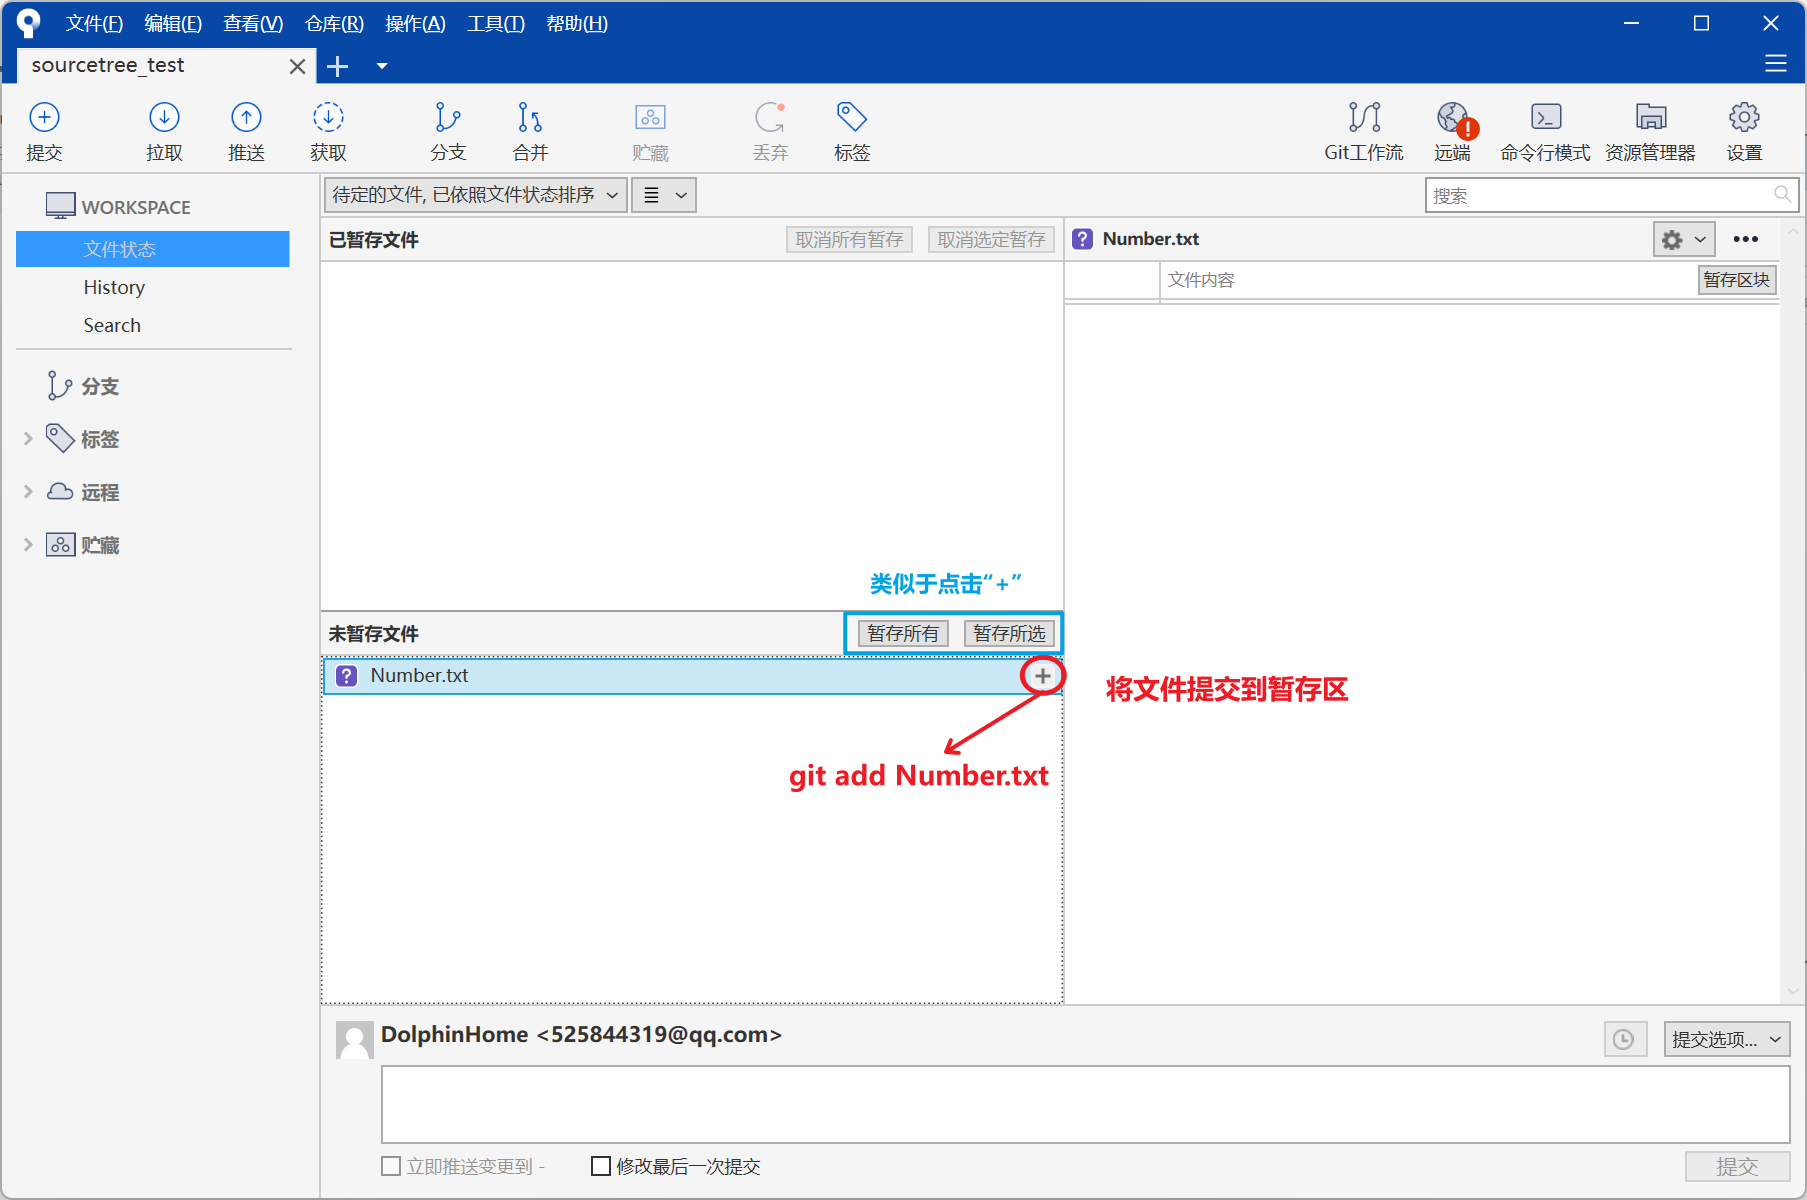 文件(F) 编辑(E) 查看(V) 仓库(R) 操作(A) 工具(T) 帮助(H)
sourcetree_test
提交 拉取 推送 获取 分支 合并 贮藏 丢弃 标签 Git工作流 远端 命令行模式 资源管理器 设置
WORKSPACE
文件状态
History
Search
分支
标签
远程
贮藏
待定的文件, 已依照文件状态排序
搜索
已暂存文件 取消所有暂存 取消选定暂存
Number.txt
文件内容 暂存区块
类似于点击“+”
未暂存文件 暂存所有 暂存所选
Number.txt
将文件提交到暂存区
git add Number.txt
DolphinHome <525844319@qq.com>
提交选项...
立即推送变更到 -
修改最后一次提交
提交